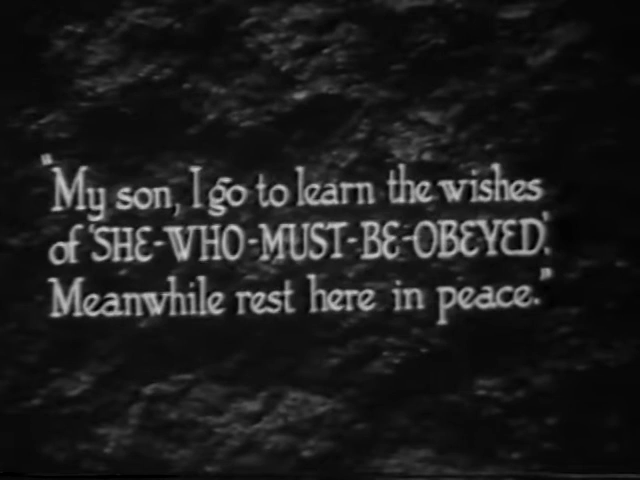 "My son, I go to learn the wishes
of 'SHE-WHO-MUST-BE-OBEYED'.
Meanwhile rest here in peace."